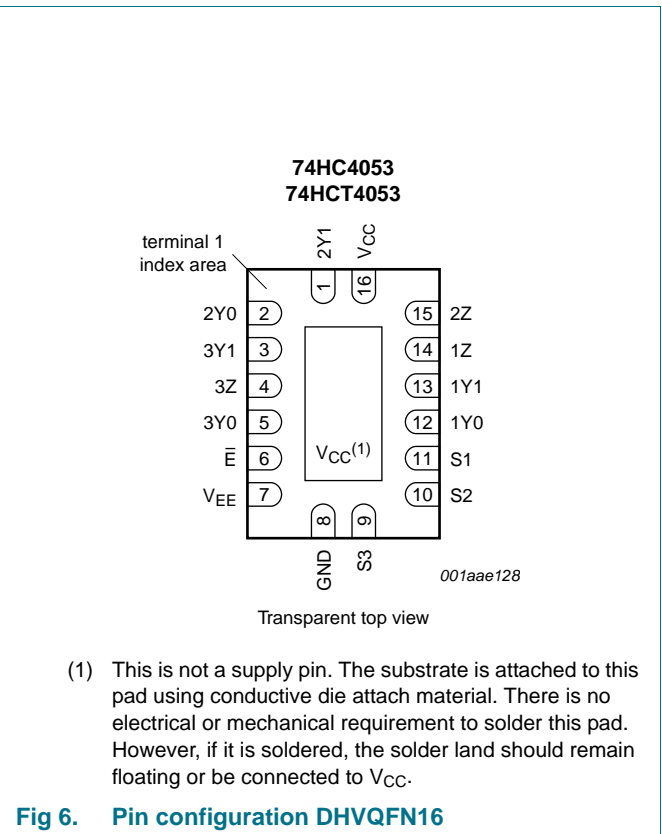 74HC4053
74HCT4053
terminal 1
index area
2Y1
VCC
1
16
2Y0 2
15 2Z
3Y1 3
14 1Z
3Z 4
13 1Y1
3Y0 5
12 1Y0
E̅ 6
VCC(1)
11 S1
VEE 7
10 S2
8
9
GND
S3
001aae128
Transparent top view
(1) This is not a supply pin. The substrate is attached to this
pad using conductive die attach material. There is no
electrical or mechanical requirement to solder this pad.
However, if it is soldered, the solder land should remain
floating or be connected to VCC.
Fig 6. Pin configuration DHVQFN16